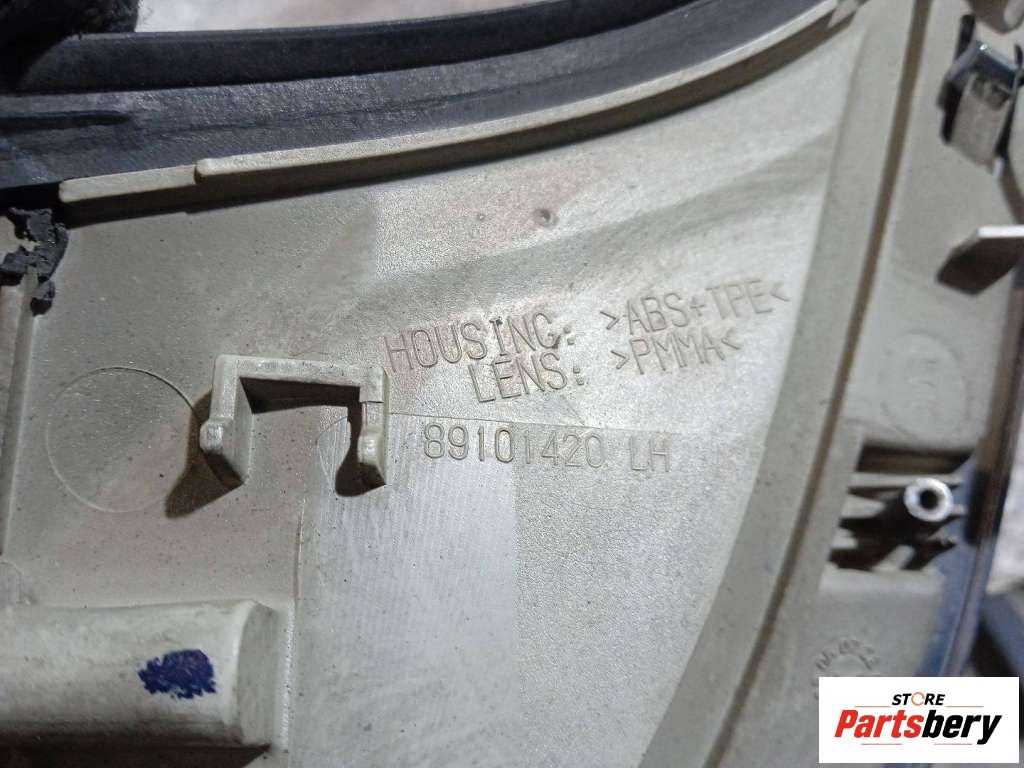 HOUSING: >ABS+TPE<
LENS: >PMMA<
89101420 LH
STORE
Partsbery